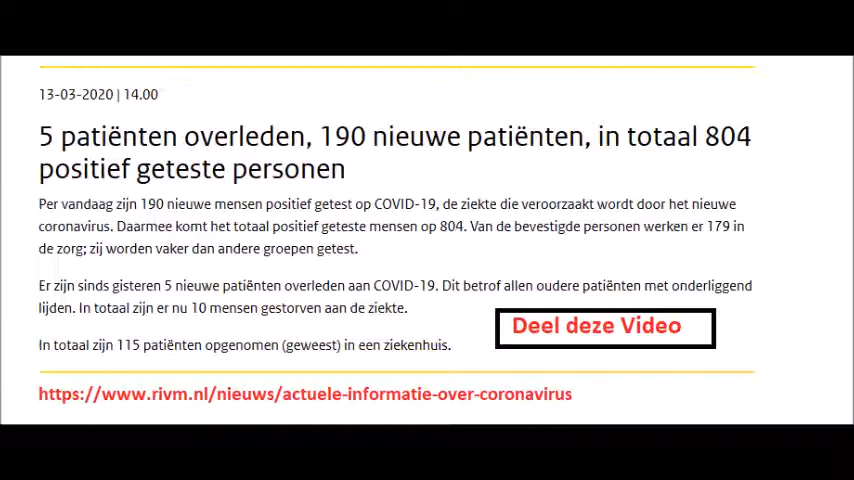 13-03-2020 | 14.00
5 patiënten overleden, 190 nieuwe patiënten, in totaal 804
positief geteste personen
Per vandaag zijn 190 nieuwe mensen positief getest op COVID-19, de ziekte die veroorzaakt wordt door het nieuwe
coronavirus. Daarmee komt het totaal positief geteste mensen op 804. Van de bevestigde personen werken er 179 in
de zorg; zij worden vaker dan andere groepen getest.
Er zijn sinds gisteren 5 nieuwe patiënten overleden aan COVID-19. Dit betrof allen oudere patiënten met onderliggend
lijden. In totaal zijn er nu 10 mensen gestorven aan de ziekte.
Deel deze Video
In totaal zijn 115 patiënten opgenomen (geweest) in een ziekenhuis.
https://www.rivm.nl/nieuws/actuele-informatie-over-coronavirus